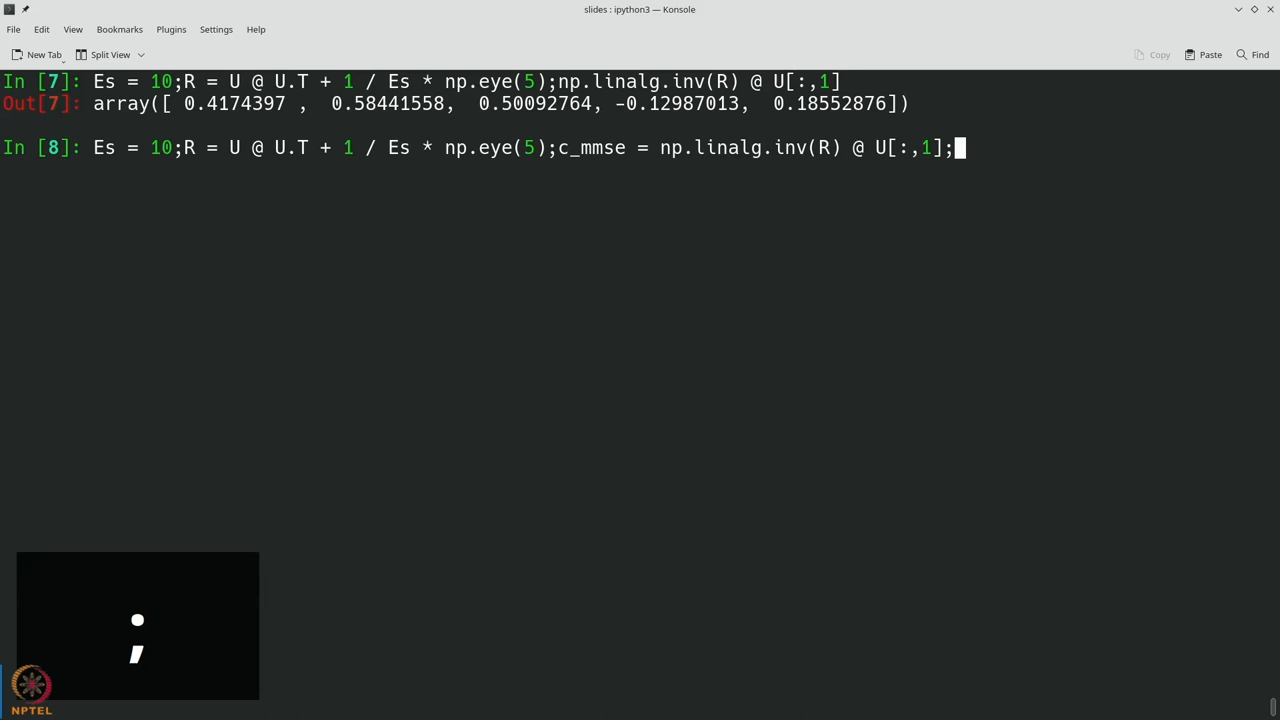 slides : ipython3 — Konsole
File Edit View Bookmarks Plugins Settings Help
New Tab Split View Copy Paste Find
In [7]: Es = 10;R = U @ U.T + 1 / Es * np.eye(5);np.linalg.inv(R) @ U[:,1]
Out[7]: array([ 0.4174397 ,  0.58441558,  0.50092764, -0.12987013,  0.18552876])
In [8]: Es = 10;R = U @ U.T + 1 / Es * np.eye(5);c_mmse = np.linalg.inv(R) @ U[:,1];
;
NPTEL